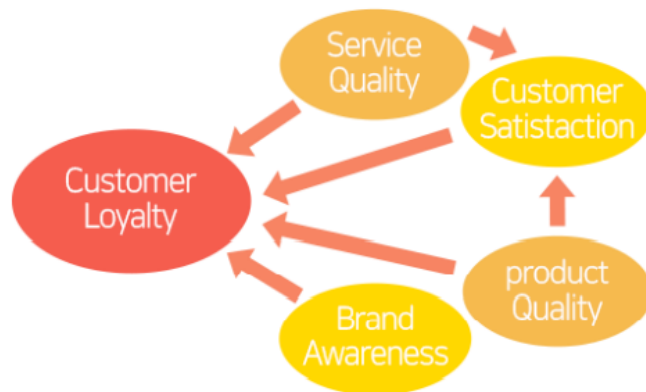 Service
Quality
Customer
Satistaction
Customer
Loyalty
product
Quality
Brand
Awareness